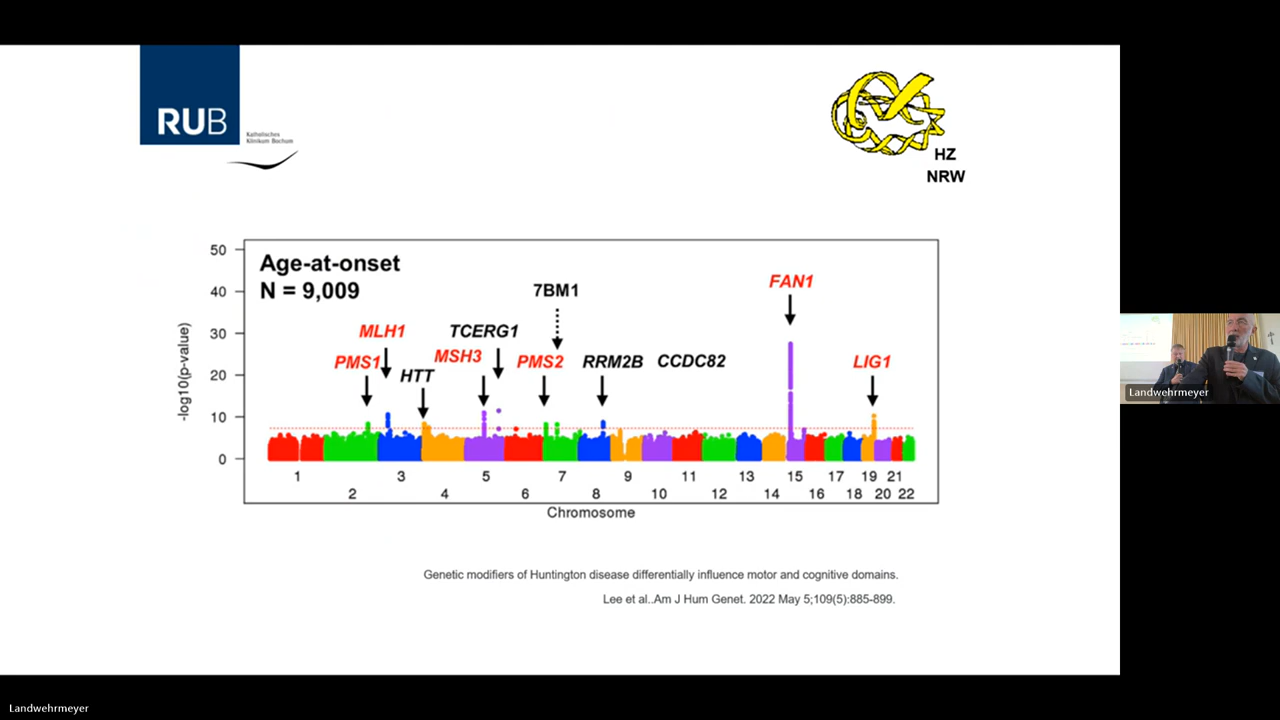 RUB
Katholisches
Klinikum Bochum
HZ
NRW
Age-at-onset
N = 9,009
50
40
30
20
10
0
-log10(p-value)
7BM1
FAN1
MLH1
TCERG1
PMS1
MSH3
PMS2
RRM2B
CCDC82
LIG1
HTT
1
3
5
7
9
11
13
15
17
19
21
2
4
6
8
10
12
14
16
18
20
22
Chromosome
Genetic modifiers of Huntington disease differentially influence motor and cognitive domains.
Lee et al..Am J Hum Genet. 2022 May 5;109(5):885-899.
Landwehrmeyer
Landwehrmeyer